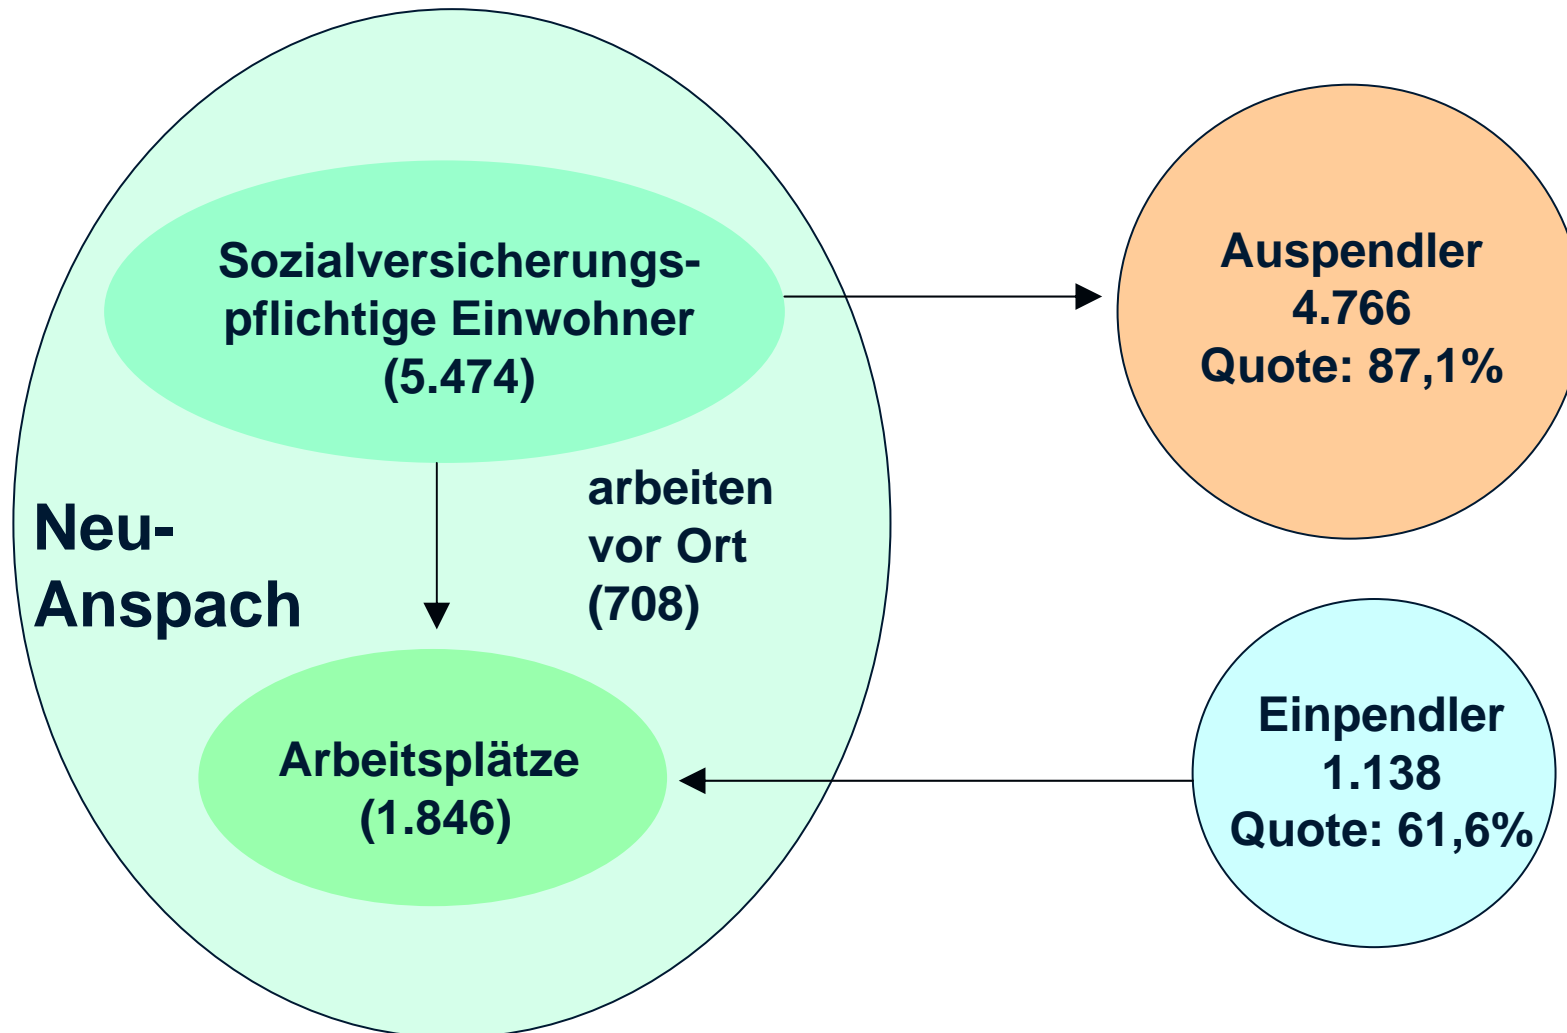 Sozialversicherungs-
pflichtige Einwohner
(5.474)
Auspendler
4.766
Quote: 87,1%
arbeiten
vor Ort
(708)
Neu-
Anspach
Arbeitsplätze
(1.846)
Einpendler
1.138
Quote: 61,6%